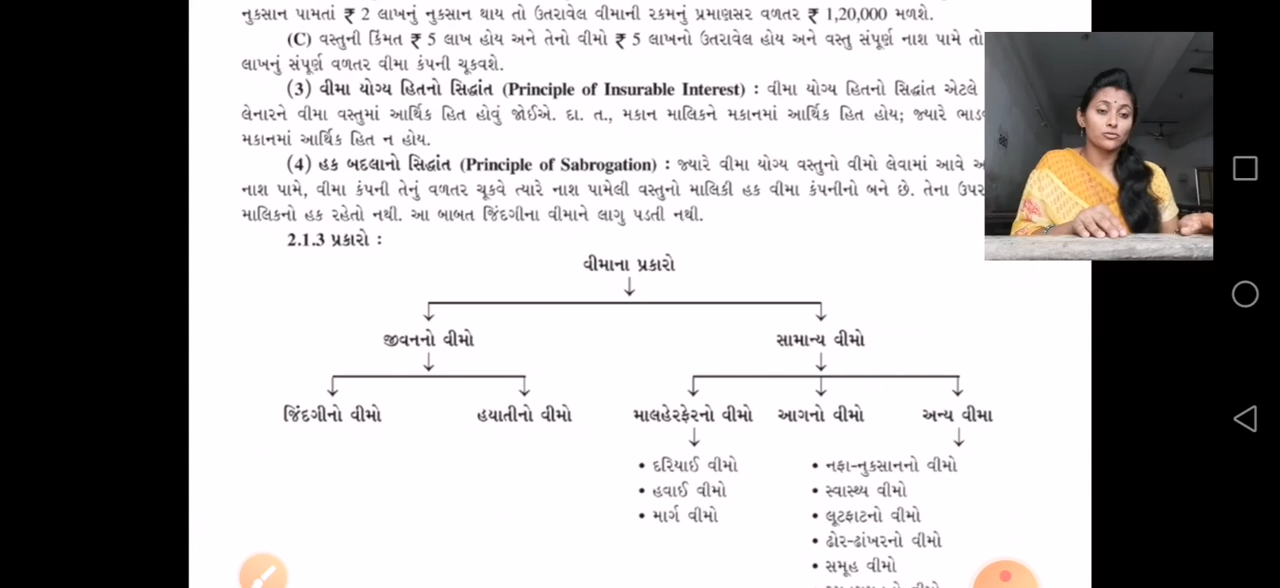 નુકસાન પામતાં ₹ 2 લાખનું નુકસાન થાય તો ઉતરાવેલ વીમાની રકમનું પ્રમાણસર વળતર ₹ 1,20,000 મળશે.
(C) વસ્તુની કિંમત ₹ 5 લાખ હોય અને તેનો વીમો ₹ 5 લાખનો ઉતરાવેલ હોય અને વસ્તુ સંપૂર્ણ નાશ પામે તો
લાખનું સંપૂર્ણ વળતર વીમા કંપની ચૂકવશે.
(3) વીમા યોગ્ય હિતનો સિદ્ધાંત (Principle of Insurable Interest) : વીમા યોગ્ય હિતનો સિદ્ધાંત એટલે
લેનારને વીમા વસ્તુમાં આર્થિક હિત હોવું જોઈએ. દા. ત., મકાન માલિકને મકાનમાં આર્થિક હિત હોય; જ્યારે
મકાનમાં આર્થિક હિત ન હોય.
(4) હક બદલાનો સિદ્ધાંત (Principle of Sabrogation) : જ્યારે વીમા યોગ્ય વસ્તુનો વીમો લેવામાં આવે
નાશ પામે, વીમા કંપની તેનું વળતર ચૂકવે ત્યારે નાશ પામેલી વસ્તુનો માલિકી હક વીમા કંપનીનો બને છે. તેના
માલિકનો હક રહેતો નથી. આ બાબત જિંદગીના વીમાને લાગુ પડતી નથી.
2.1.3 પ્રકારો :
વીમાના પ્રકારો
જીવનનો વીમો સામાન્ય વીમો
જિંદગીનો વીમો હયાતીનો વીમો માલહેરફેરનો વીમો આગનો વીમો અન્ય વીમા
• દરિયાઈ વીમો • નફા-નુકસાનનો વીમો
• હવાઈ વીમો • સ્વાસ્થ્ય વીમો
• માર્ગ વીમો • લૂટફાટનો વીમો
• ઢોર-ઢાંખરનો વીમો
• સમૂહ વીમો